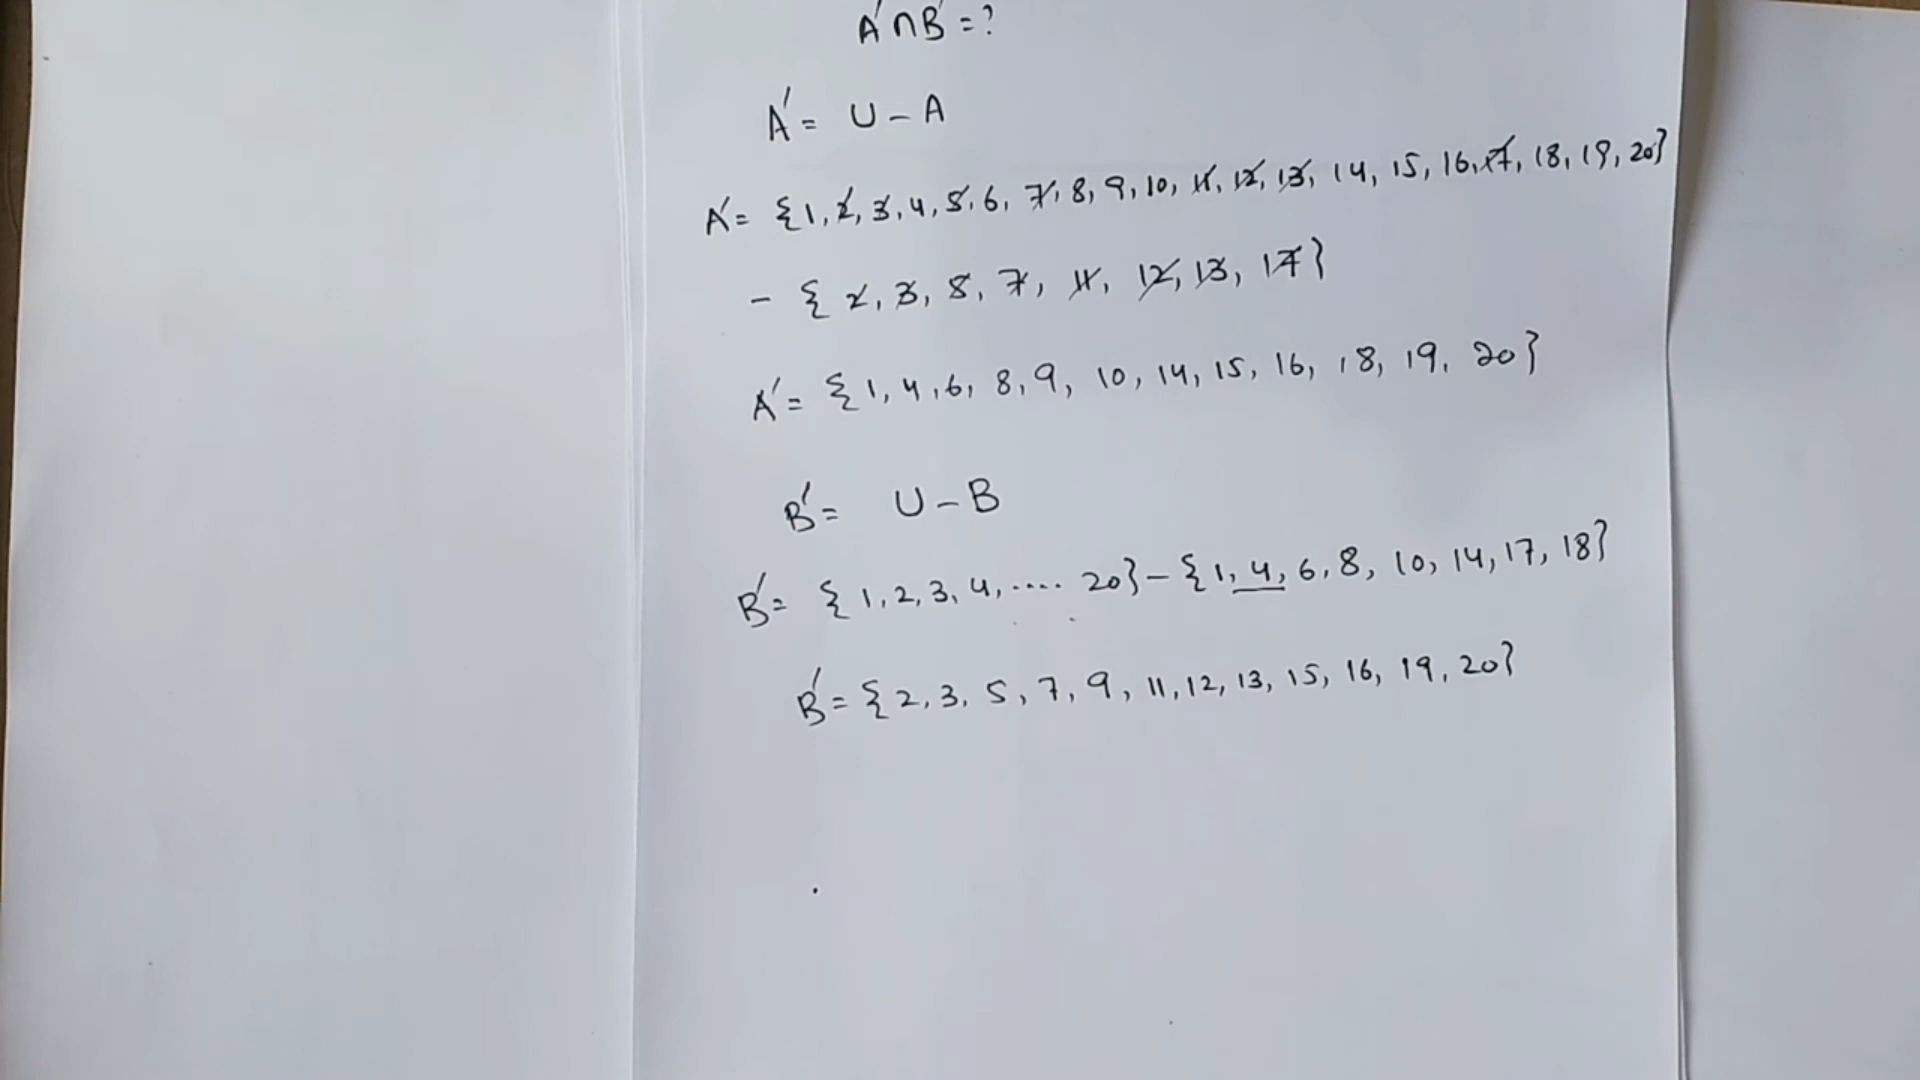 A'∩B' = ?
A' = U - A
A' = {1, 2, 3, 4, 5, 6, 7, 8, 9, 10, 11, 12, 13, 14, 15, 16, 17, 18, 19, 20}
- {2, 3, 5, 7, 11, 12, 13, 17}
A' = {1, 4, 6, 8, 9, 10, 14, 15, 16, 18, 19, 20}
B' = U - B
B' = {1, 2, 3, 4, .... 20} - {1, 4, 6, 8, 10, 14, 17, 18}
B' = {2, 3, 5, 7, 9, 11, 12, 13, 15, 16, 19, 20}